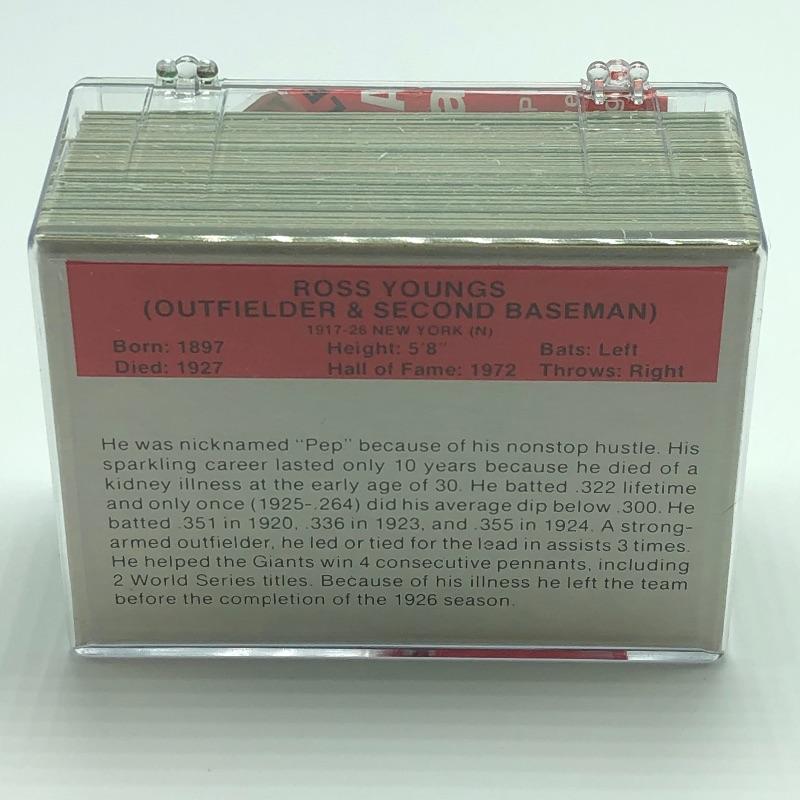 ROSS YOUNGS
(OUTFIELDER & SECOND BASEMAN)
1917-26 NEW YORK (N)
Born: 1897 Height: 5'8" Bats: Left
Died: 1927 Hall of Fame: 1972 Throws: Right
He was nicknamed "Pep" because of his nonstop hustle. His
sparkling career lasted only 10 years because he died of a
kidney illness at the early age of 30. He batted .322 lifetime
and only once (1925-.264) did his average dip below .300. He
batted .351 in 1920, .336 in 1923, and .355 in 1924. A strong-
armed outfielder, he led or tied for the lead in assists 3 times.
He helped the Giants win 4 consecutive pennants, including
2 World Series titles. Because of his illness he left the team
before the completion of the 1926 season.